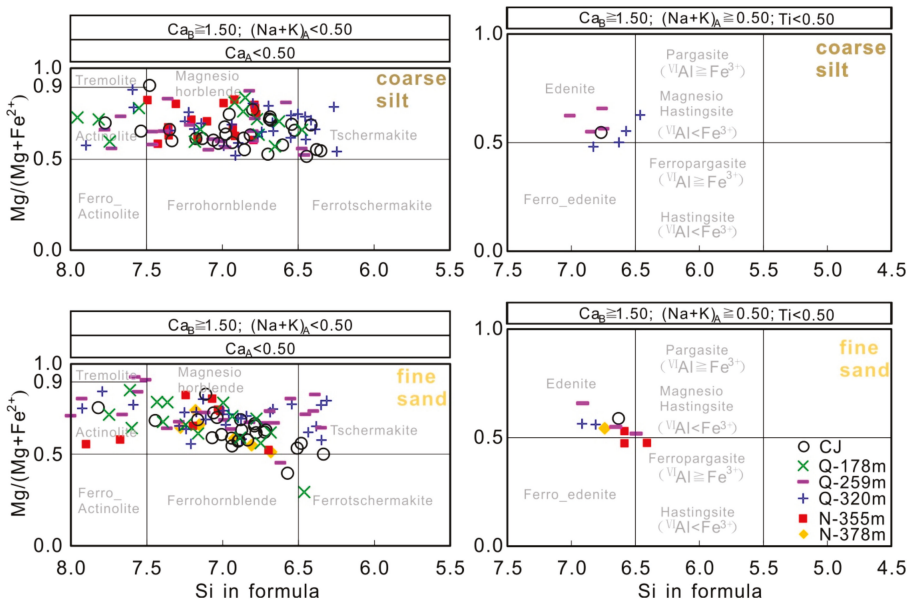 Ca_B≧1.50; (Na+K)_A<0.50
Ca_A<0.50
1.0
0.9
0.5
0.0
Mg/(Mg+Fe²⁺)
Tremolite
Magnesio
horblende
coarse
silt
Actinolite
Tschermakite
Ferro_
Actinolite
Ferrohornblende
Ferrotschermakite
8.0 7.5 7.0 6.5 6.0 5.5
Ca_B≧1.50; (Na+K)_A≧0.50; Ti<0.50
1.0
0.5
0.0
Edenite
Pargasite
(ⱽᴵAl≧Fe³⁺)
Magnesio
Hastingsite
(ⱽᴵAl<Fe³⁺)
coarse
silt
Ferro_edenite
Ferropargasite
(ⱽᴵAl≧Fe³⁺)
Hastingsite
(ⱽᴵAl<Fe³⁺)
7.5 7.0 6.5 6.0 5.5 5.0 4.5
Ca_B≧1.50; (Na+K)_A<0.50
Ca_A<0.50
1.0
0.9
0.5
0.0
Mg/(Mg+Fe²⁺)
Tremolite
Magnesio
horblende
fine
sand
Actinolite
Tschermakite
Ferro_
Actinolite
Ferrohornblende
Ferrotschermakite
8.0 7.5 7.0 6.5 6.0 5.5
Si in formula
Ca_B≧1.50; (Na+K)_A≧0.50; Ti<0.50
1.0
0.5
0.0
Edenite
Pargasite
(ⱽᴵAl≧Fe³⁺)
Magnesio
Hastingsite
(ⱽᴵAl<Fe³⁺)
fine
sand
Ferro_edenite
Ferropargasite
(ⱽᴵAl≧Fe³⁺)
Hastingsite
(ⱽᴵAl<Fe³⁺)
CJ
Q-178m
Q-259m
Q-320m
N-355m
N-378m
7.5 7.0 6.5 6.0 5.5 5.0 4.5
Si in formula